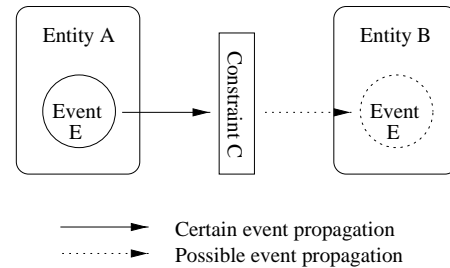 Entity A
Event
E
Constraint C
Entity B
Event
E
Certain event propagation
Possible event propagation